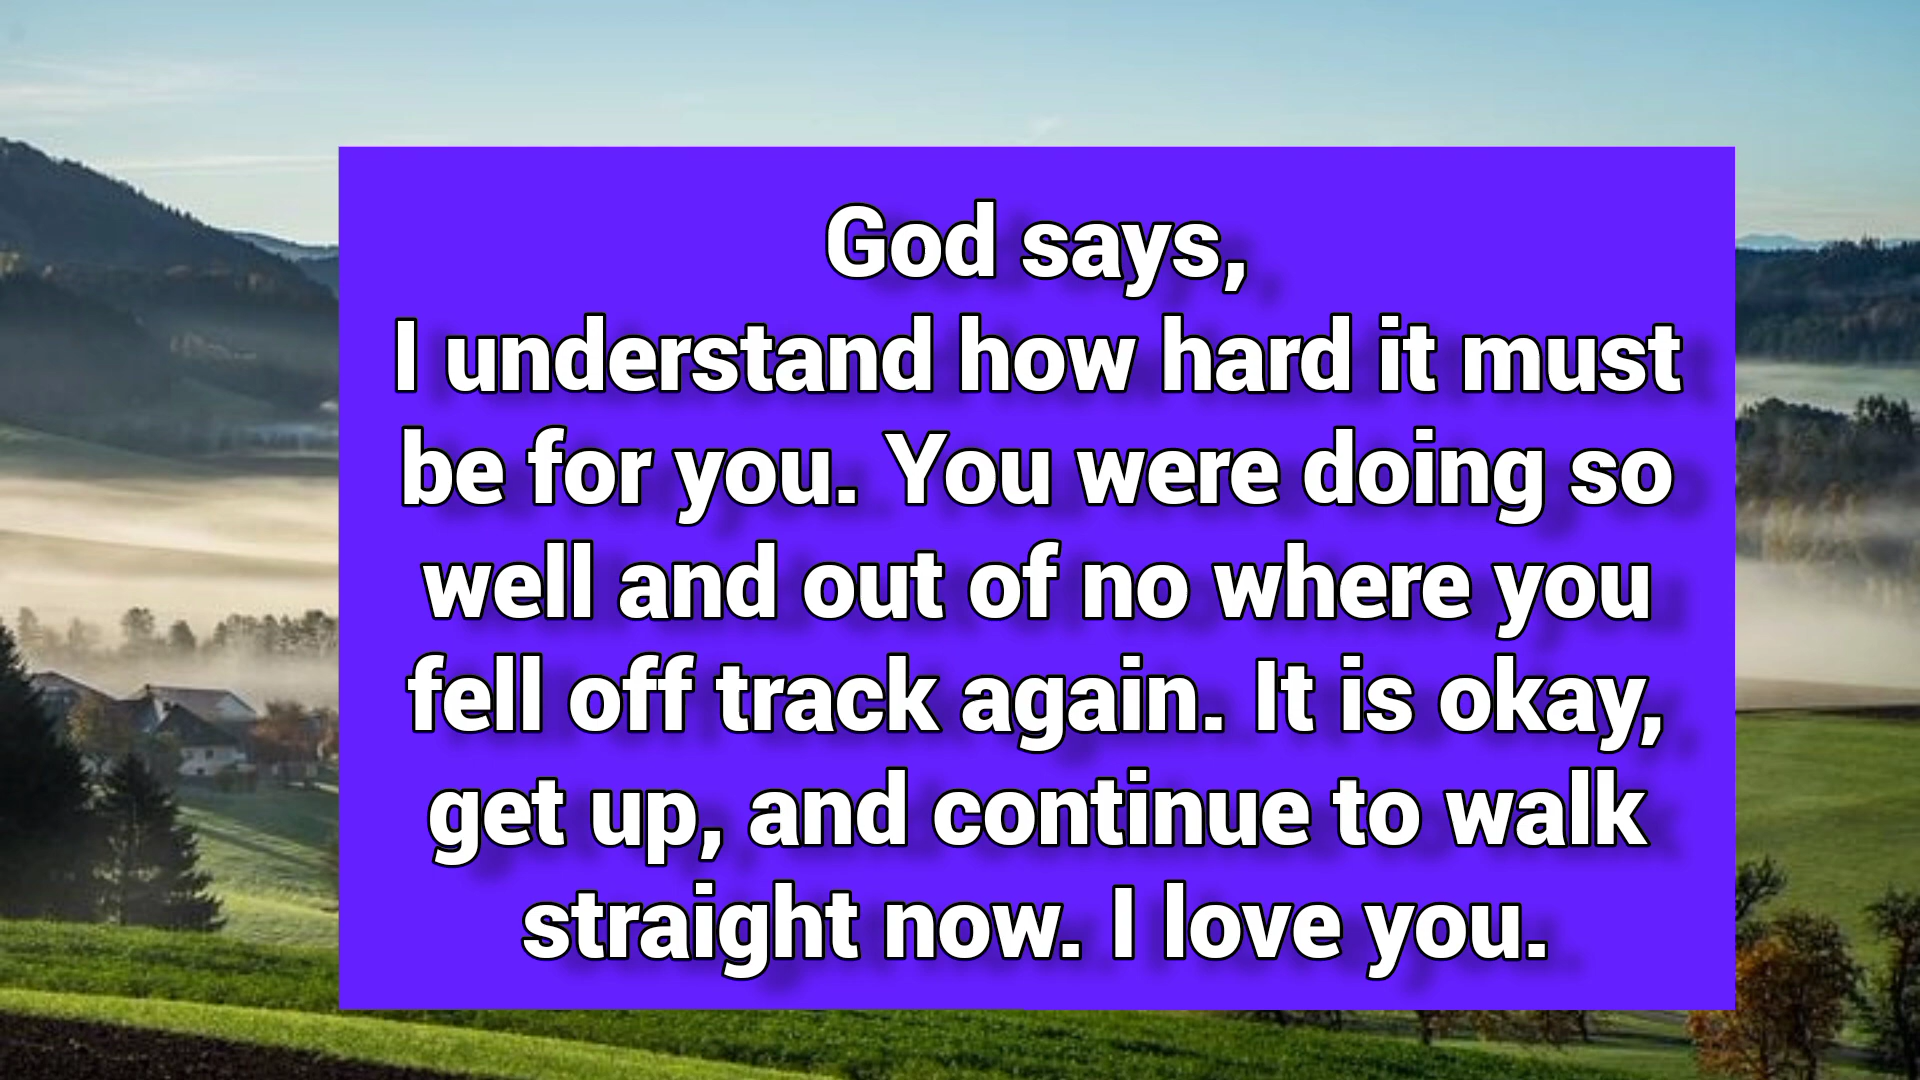 God says,
I understand how hard it must
be for you. You were doing so
well and out of no where you
fell off track again. It is okay,
get up, and continue to walk
straight now. I love you.